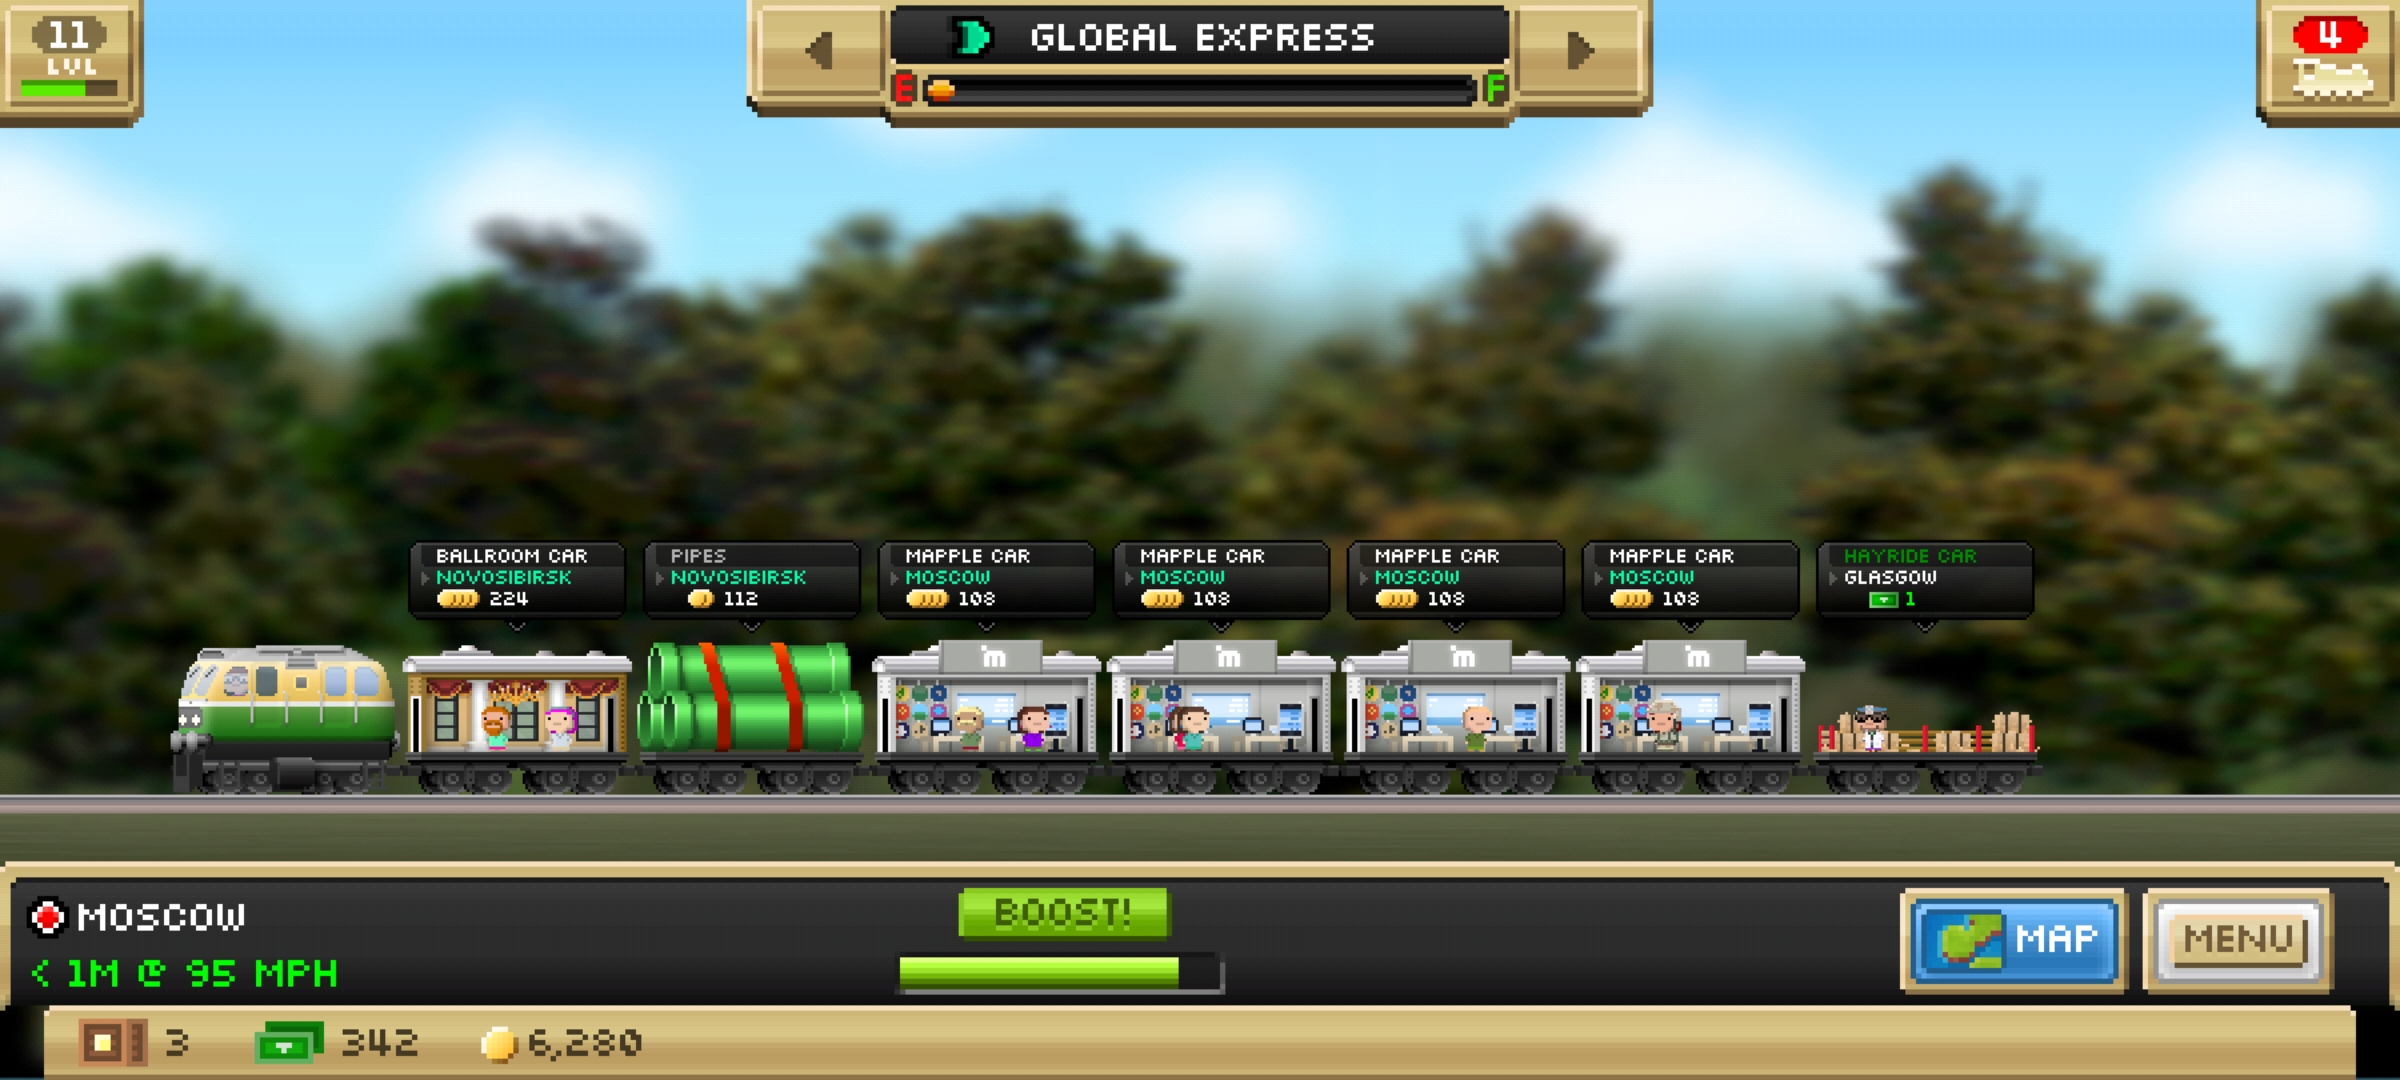 11
LVL
GLOBAL EXPRESS
E F
4
BALLROOM CAR
NOVOSIBIRSK
224
PIPES
NOVOSIBIRSK
112
MAPPLE CAR
MOSCOW
108
MAPPLE CAR
MOSCOW
108
MAPPLE CAR
MOSCOW
108
MAPPLE CAR
MOSCOW
108
HAYRIDE CAR
GLASGOW
1
m
m
m
m
MOSCOW
< 1M @ 95 MPH
BOOST!
MAP
MENU
3
342
6,280